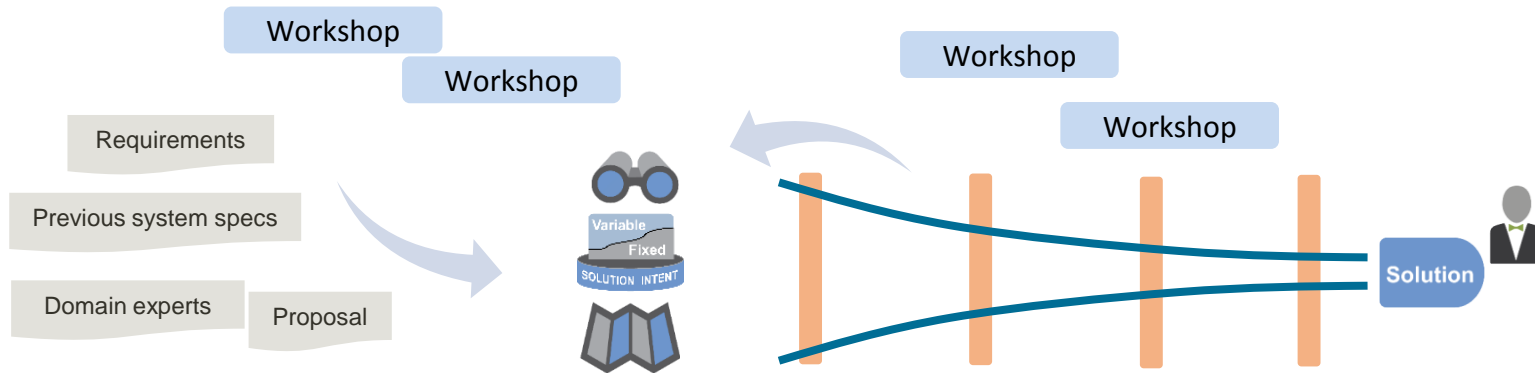 Workshop
Workshop
Workshop
Workshop
Requirements
Previous system specs
Domain experts
Proposal
Variable
Fixed
SOLUTION INTENT
Solution